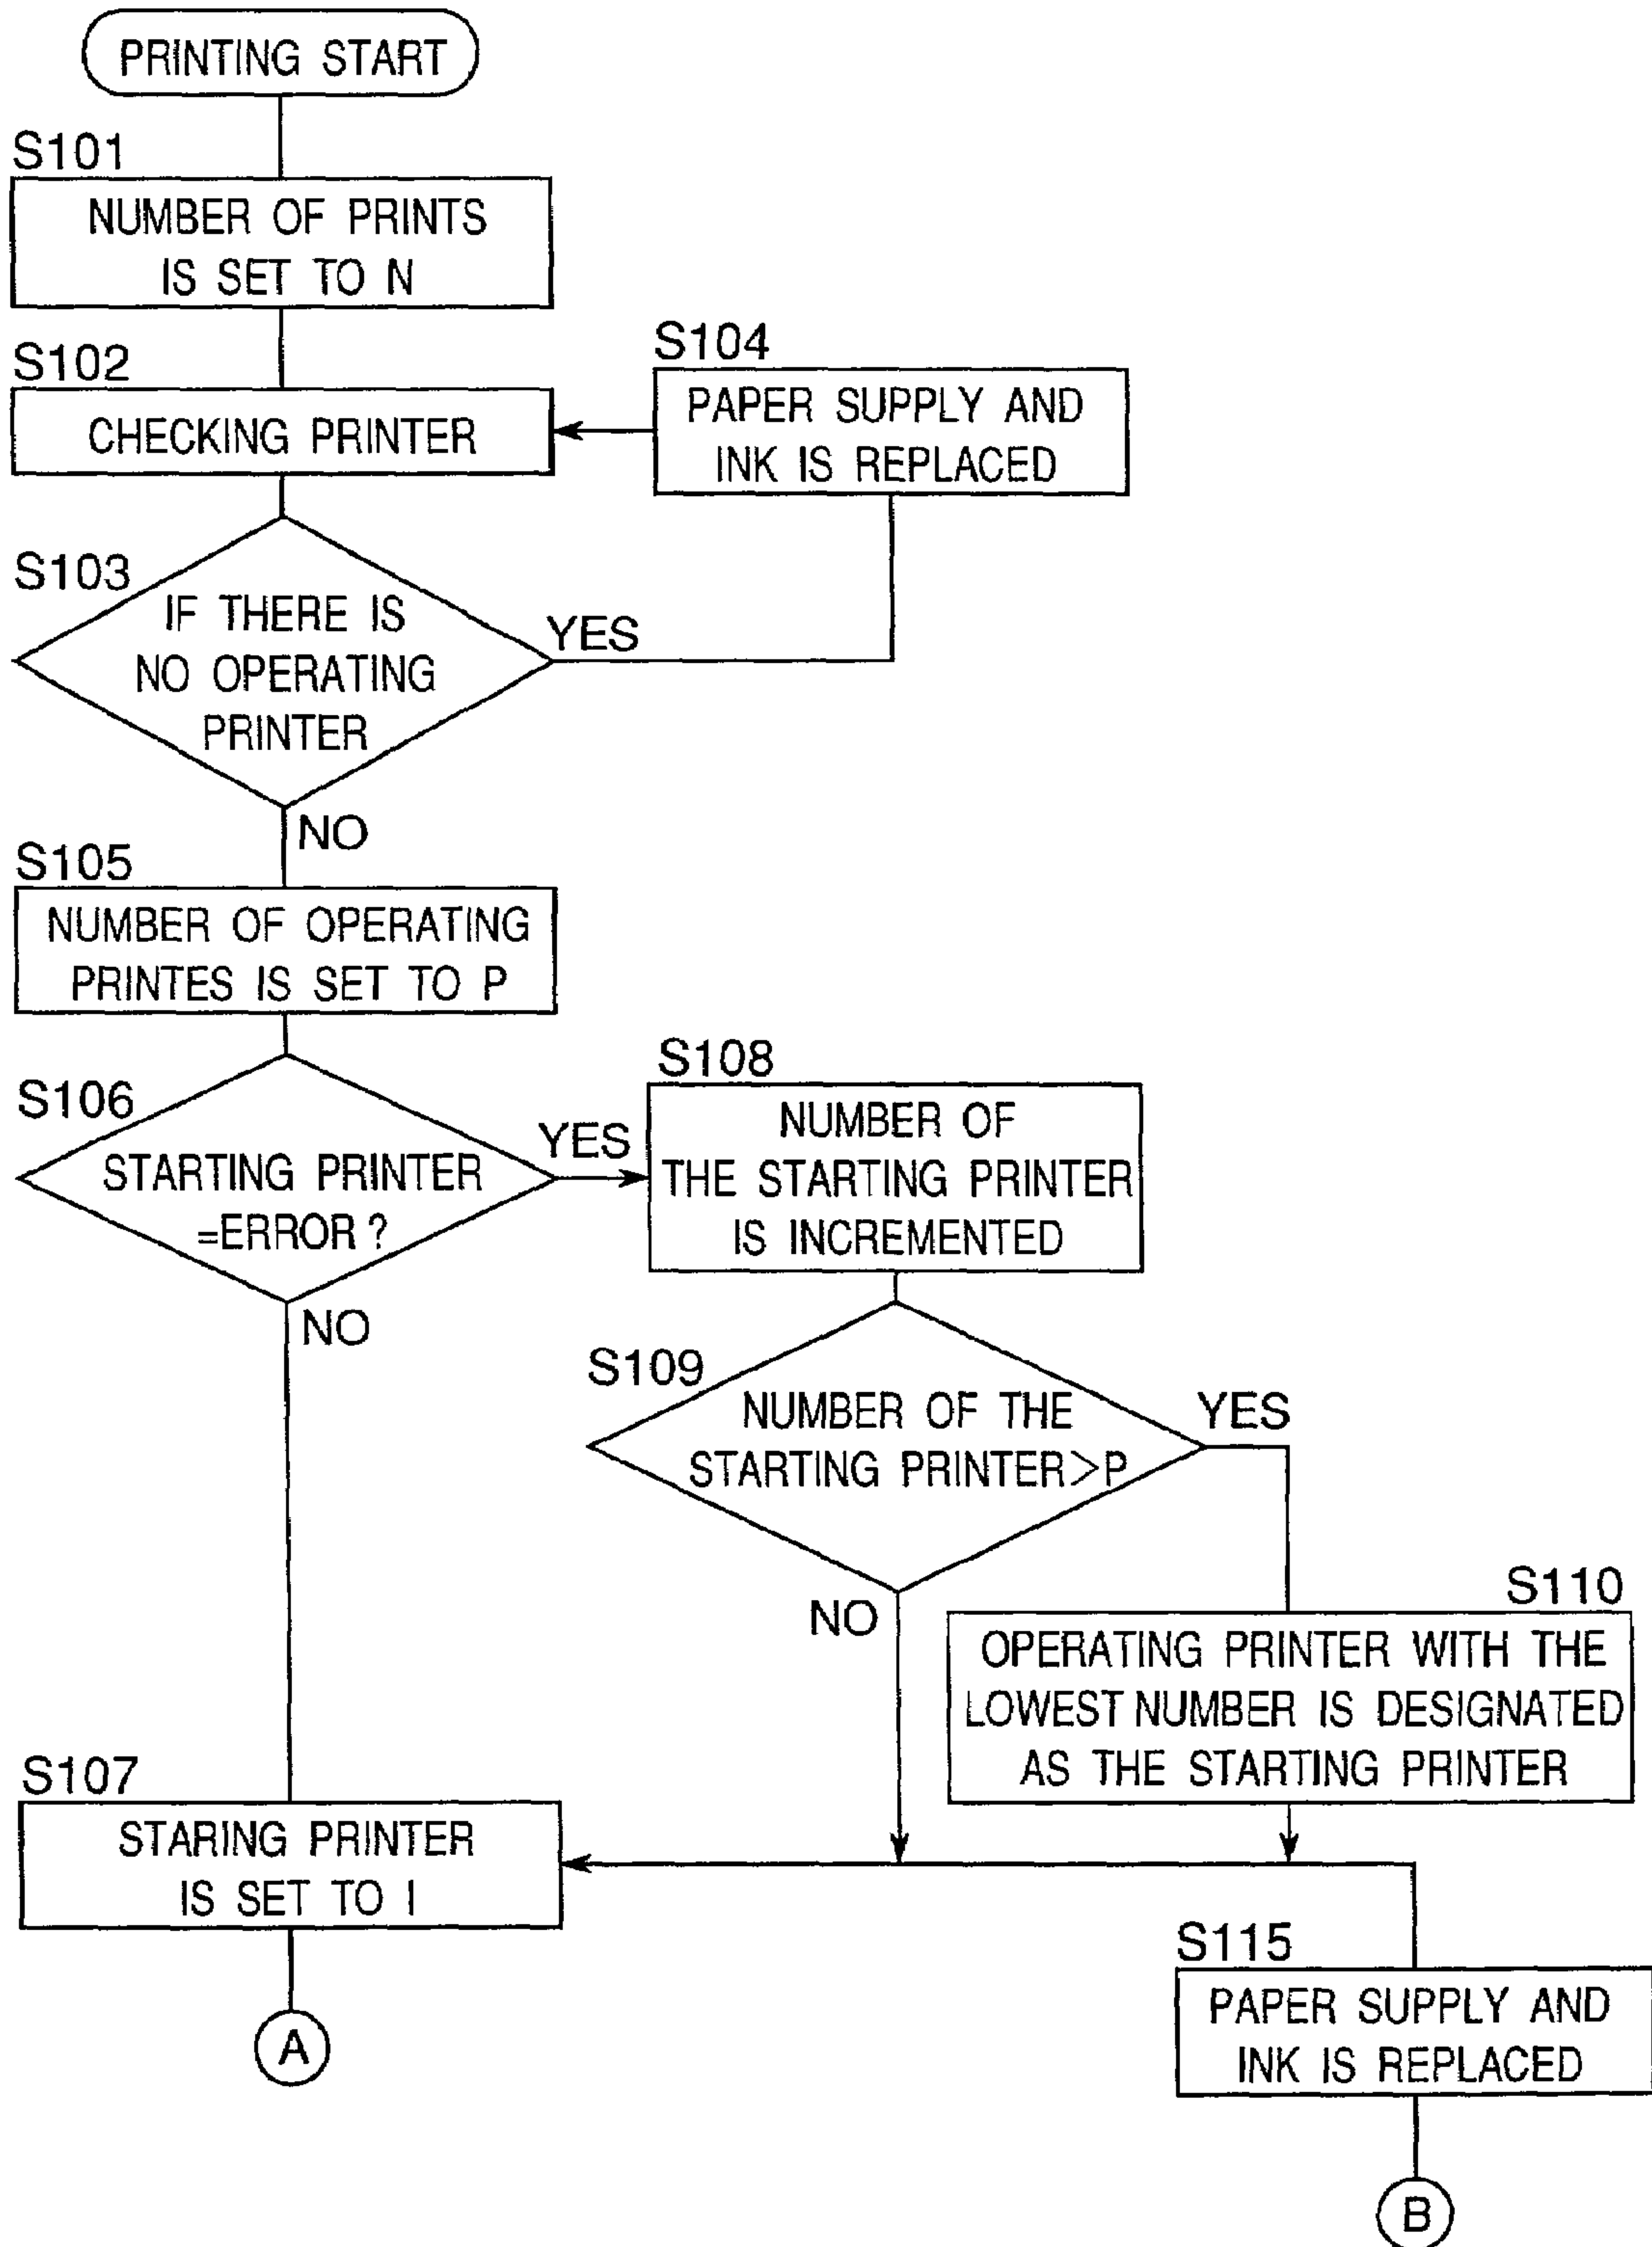 PRINTING START
S101
NUMBER OF PRINTS
IS SET TO N
S102
CHECKING PRINTER
S104
PAPER SUPPLY AND
INK IS REPLACED
S103
IF THERE IS
NO OPERATING
PRINTER
YES
NO
S105
NUMBER OF OPERATING
PRINTES IS SET TO P
S106
STARTING PRINTER
=ERROR?
YES
NO
S108
NUMBER OF
THE STARTING PRINTER
IS INCREMENTED
S109
NUMBER OF THE
STARTING PRINTER>P
YES
NO
S110
OPERATING PRINTER WITH THE
LOWEST NUMBER IS DESIGNATED
AS THE STARTING PRINTER
S107
STARING PRINTER
IS SET TO I
A
S115
PAPER SUPPLY AND
INK IS REPLACED
B